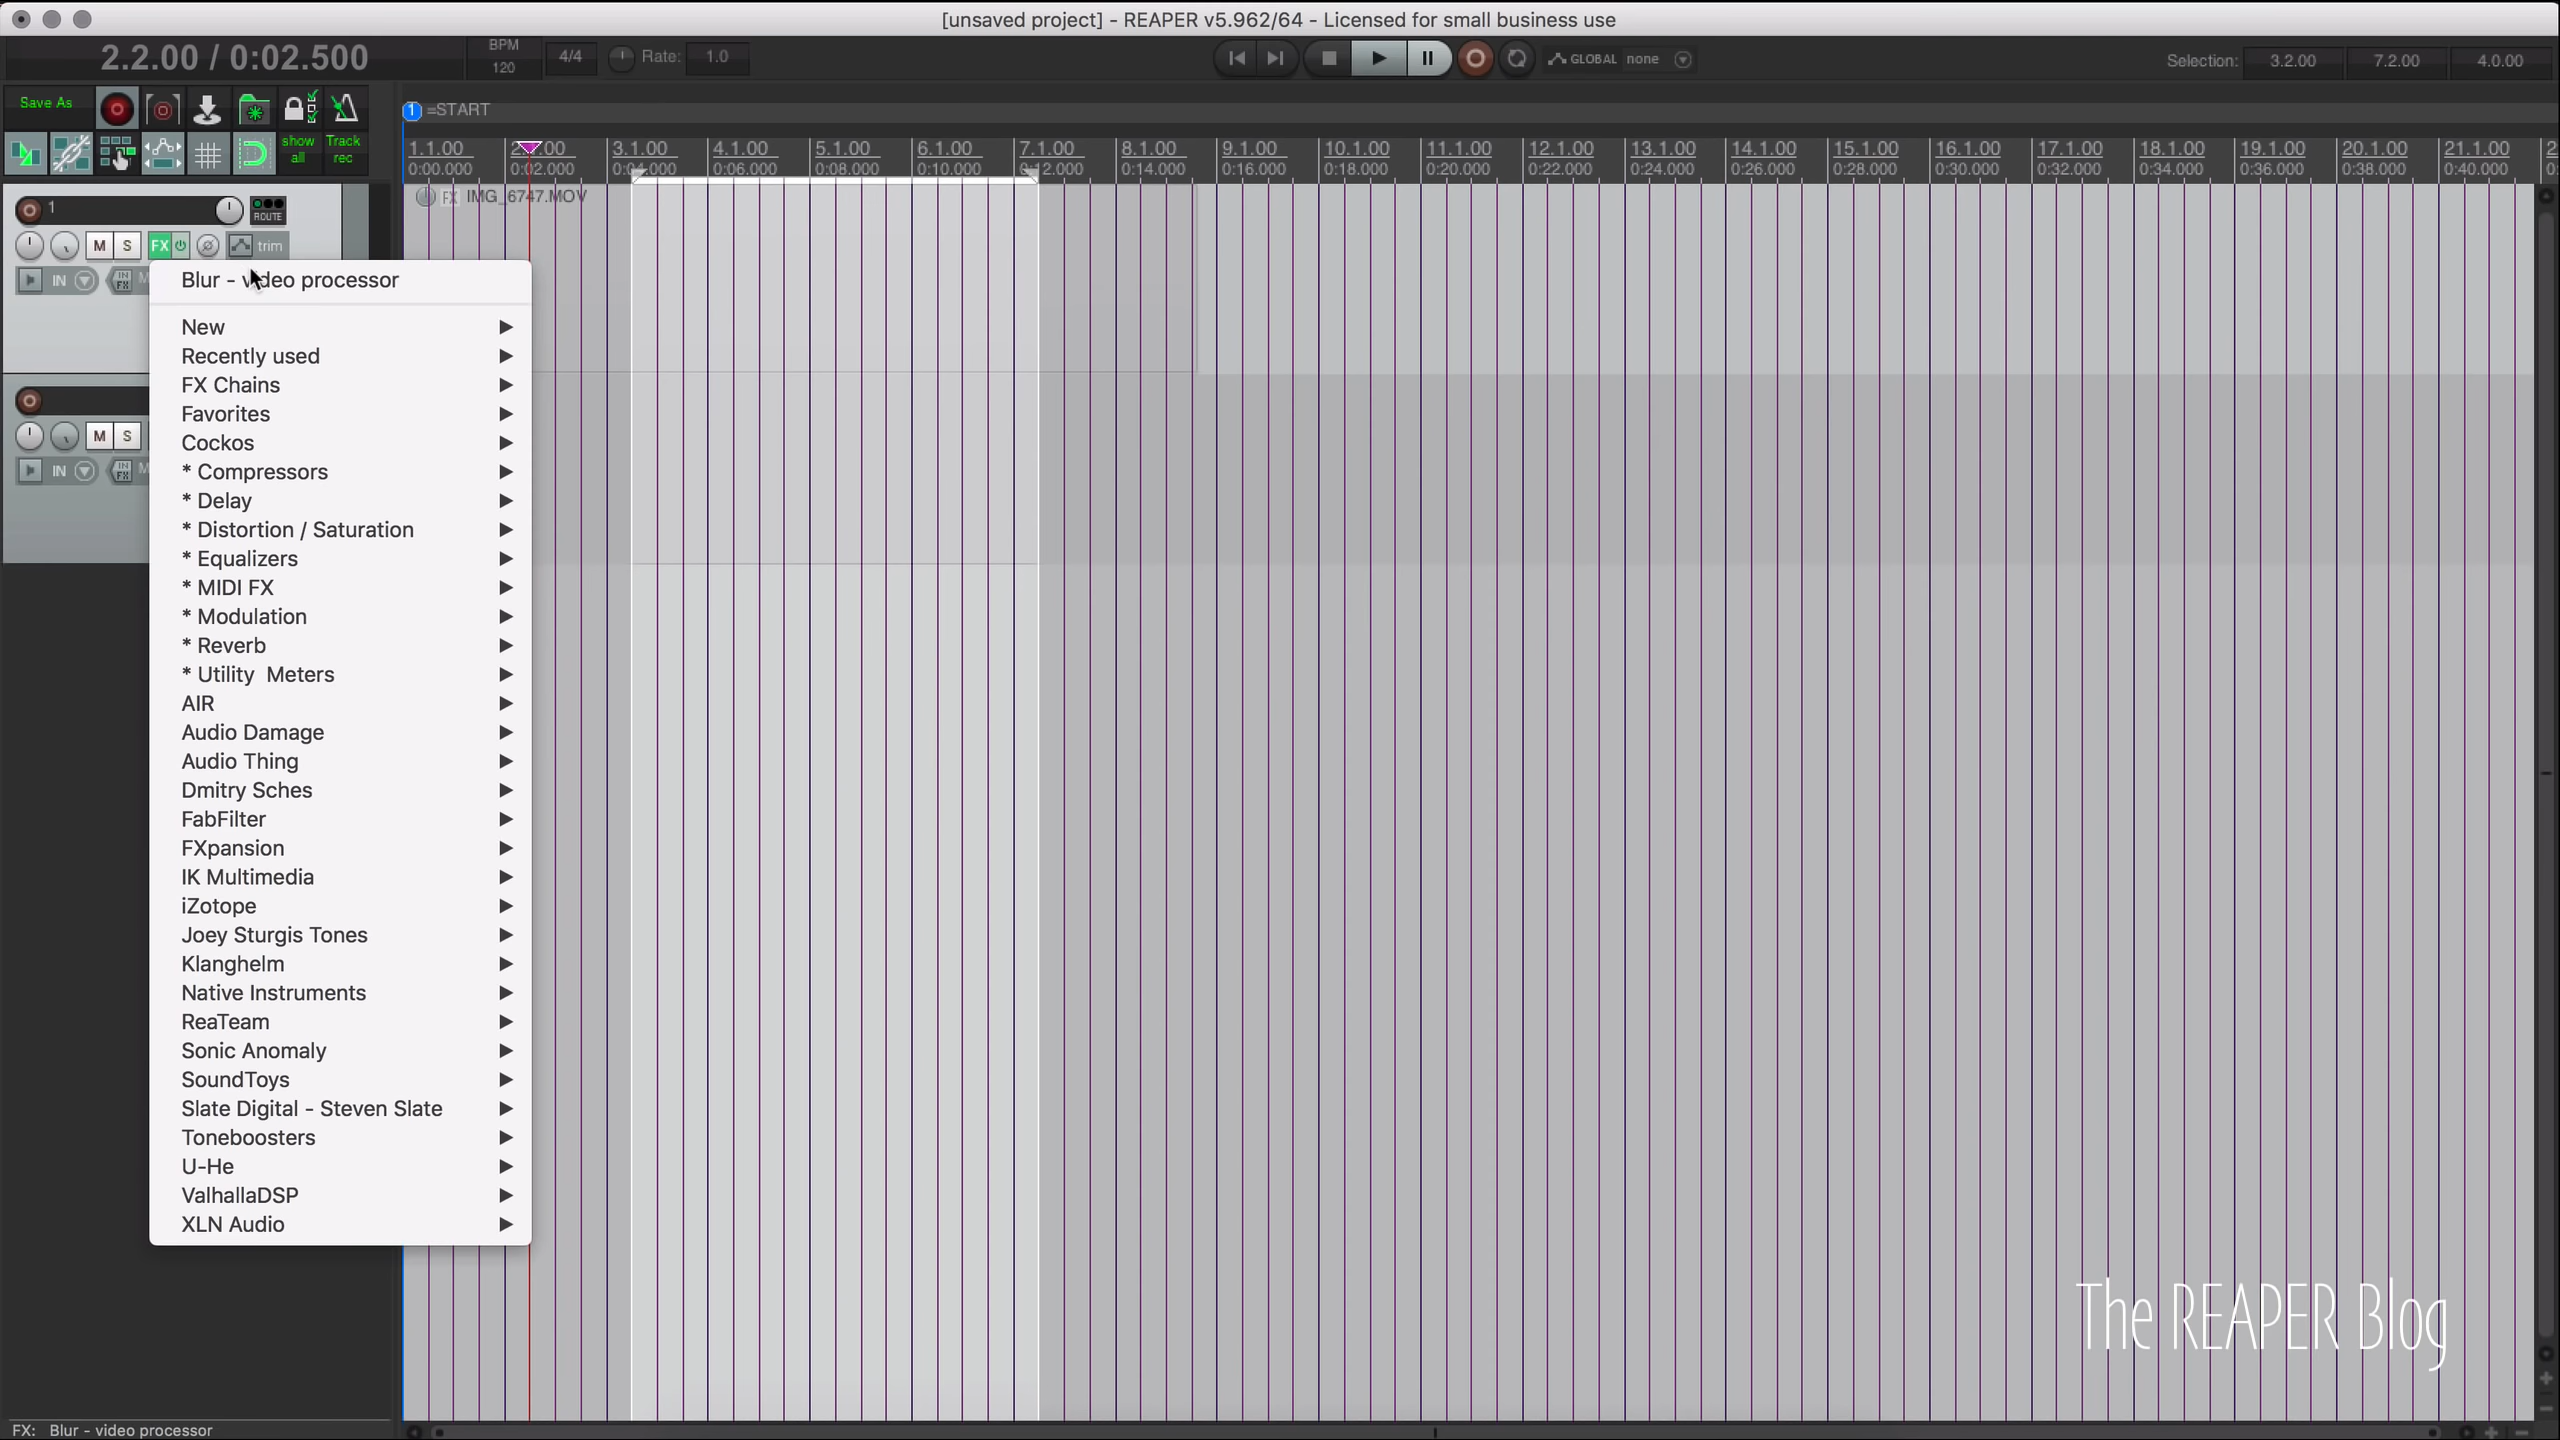 [unsaved project] - REAPER v5.962/64 - Licensed for small business use
2.2.00 / 0:02.500
BPM
120
4/4
Rate: 1.0
GLOBAL none
Selection: 3.2.00 7.2.00 4.0.00
Save As
show all
Track rec
1 =START
1.1.00 3.1.00 4.1.00 5.1.00 6.1.00 7.1.00 8.1.00 9.1.00 10.1.00 11.1.00 12.1.00 13.1.00 14.1.00 15.1.00 16.1.00 17.1.00 18.1.00 19.1.00 20.1.00 21.1.00
0:00.000 0:02.000 0:06.000 0:08.000 0:10.000 0:14.000 0:16.000 0:18.000 0:20.000 0:22.000 0:24.000 0:26.000 0:28.000 0:30.000 0:32.000 0:34.000 0:36.000 0:38.000 0:40.000
FX IMG_6747.MOV
1
ROUTE
M S FX trim
IN IN FX M
M S
IN IN FX M
Blur - video processor
New
Recently used
FX Chains
Favorites
Cockos
* Compressors
* Delay
* Distortion / Saturation
* Equalizers
* MIDI FX
* Modulation
* Reverb
* Utility  Meters
AIR
Audio Damage
Audio Thing
Dmitry Sches
FabFilter
FXpansion
IK Multimedia
iZotope
Joey Sturgis Tones
Klanghelm
Native Instruments
ReaTeam
Sonic Anomaly
SoundToys
Slate Digital - Steven Slate
Toneboosters
U-He
ValhallaDSP
XLN Audio
The REAPER Blog
FX: Blur - video processor